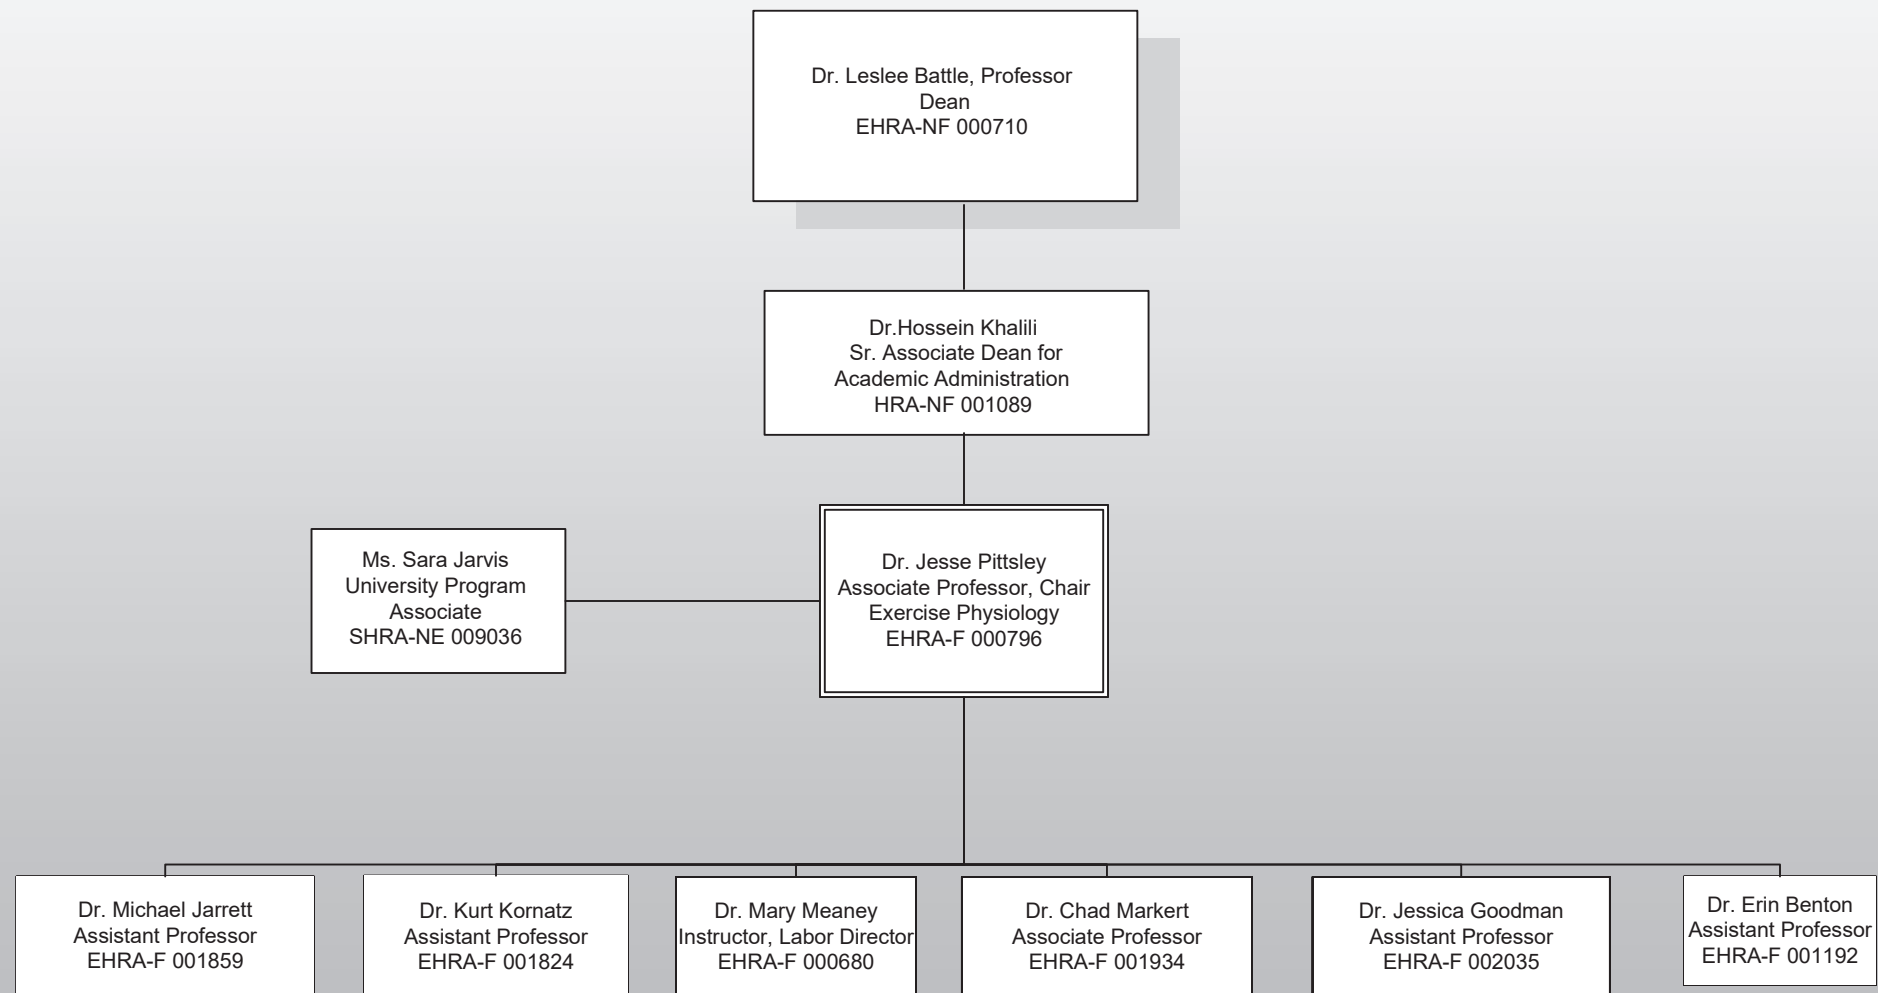 Dr. Leslee Battle, Professor
Dean
EHRA-NF 000710
Dr.Hossein Khalili
Sr. Associate Dean for
Academic Administration
HRA-NF 001089
Ms. Sara Jarvis
University Program
Associate
SHRA-NE 009036
Dr. Jesse Pittsley
Associate Professor, Chair
Exercise Physiology
EHRA-F 000796
Dr. Michael Jarrett
Assistant Professor
EHRA-F 001859
Dr. Kurt Kornatz
Assistant Professor
EHRA-F 001824
Dr. Mary Meaney
Instructor, Labor Director
EHRA-F 000680
Dr. Chad Markert
Associate Professor
EHRA-F 001934
Dr. Jessica Goodman
Assistant Professor
EHRA-F 002035
Dr. Erin Benton
Assistant Professor
EHRA-F 001192